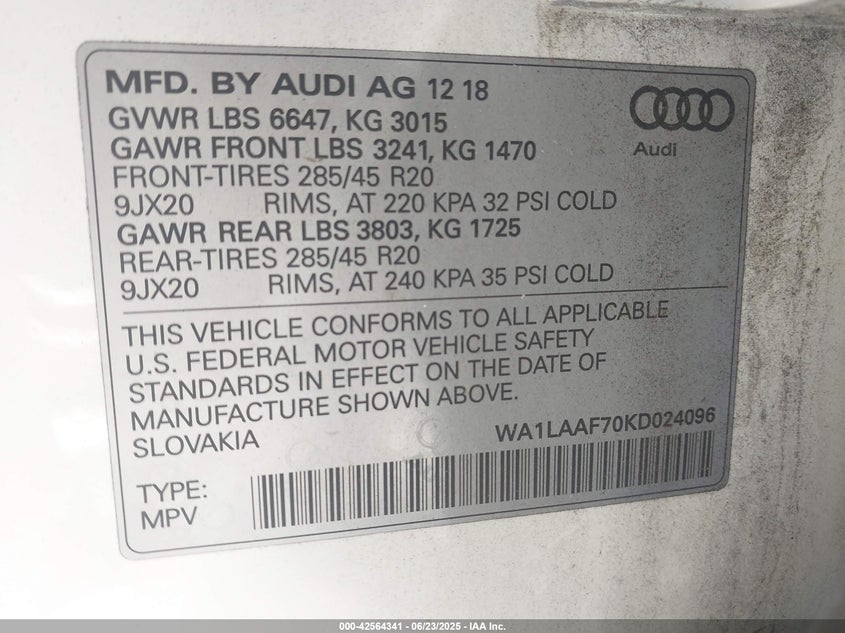 MFD. BY AUDI AG 12 18
GVWR LBS 6647, KG 3015
GAWR FRONT LBS 3241, KG 1470
FRONT-TIRES 285/45 R20
9JX20 RIMS, AT 220 KPA 32 PSI COLD
GAWR REAR LBS 3803, KG 1725
REAR-TIRES 285/45 R20
9JX20 RIMS, AT 240 KPA 35 PSI COLD
Audi
THIS VEHICLE CONFORMS TO ALL APPLICABLE
U.S. FEDERAL MOTOR VEHICLE SAFETY
STANDARDS IN EFFECT ON THE DATE OF
MANUFACTURE SHOWN ABOVE.
SLOVAKIA WA1LAAF70KD024096
TYPE:
MPV
000-42564341 - 06/23/2025 - IAA Inc.